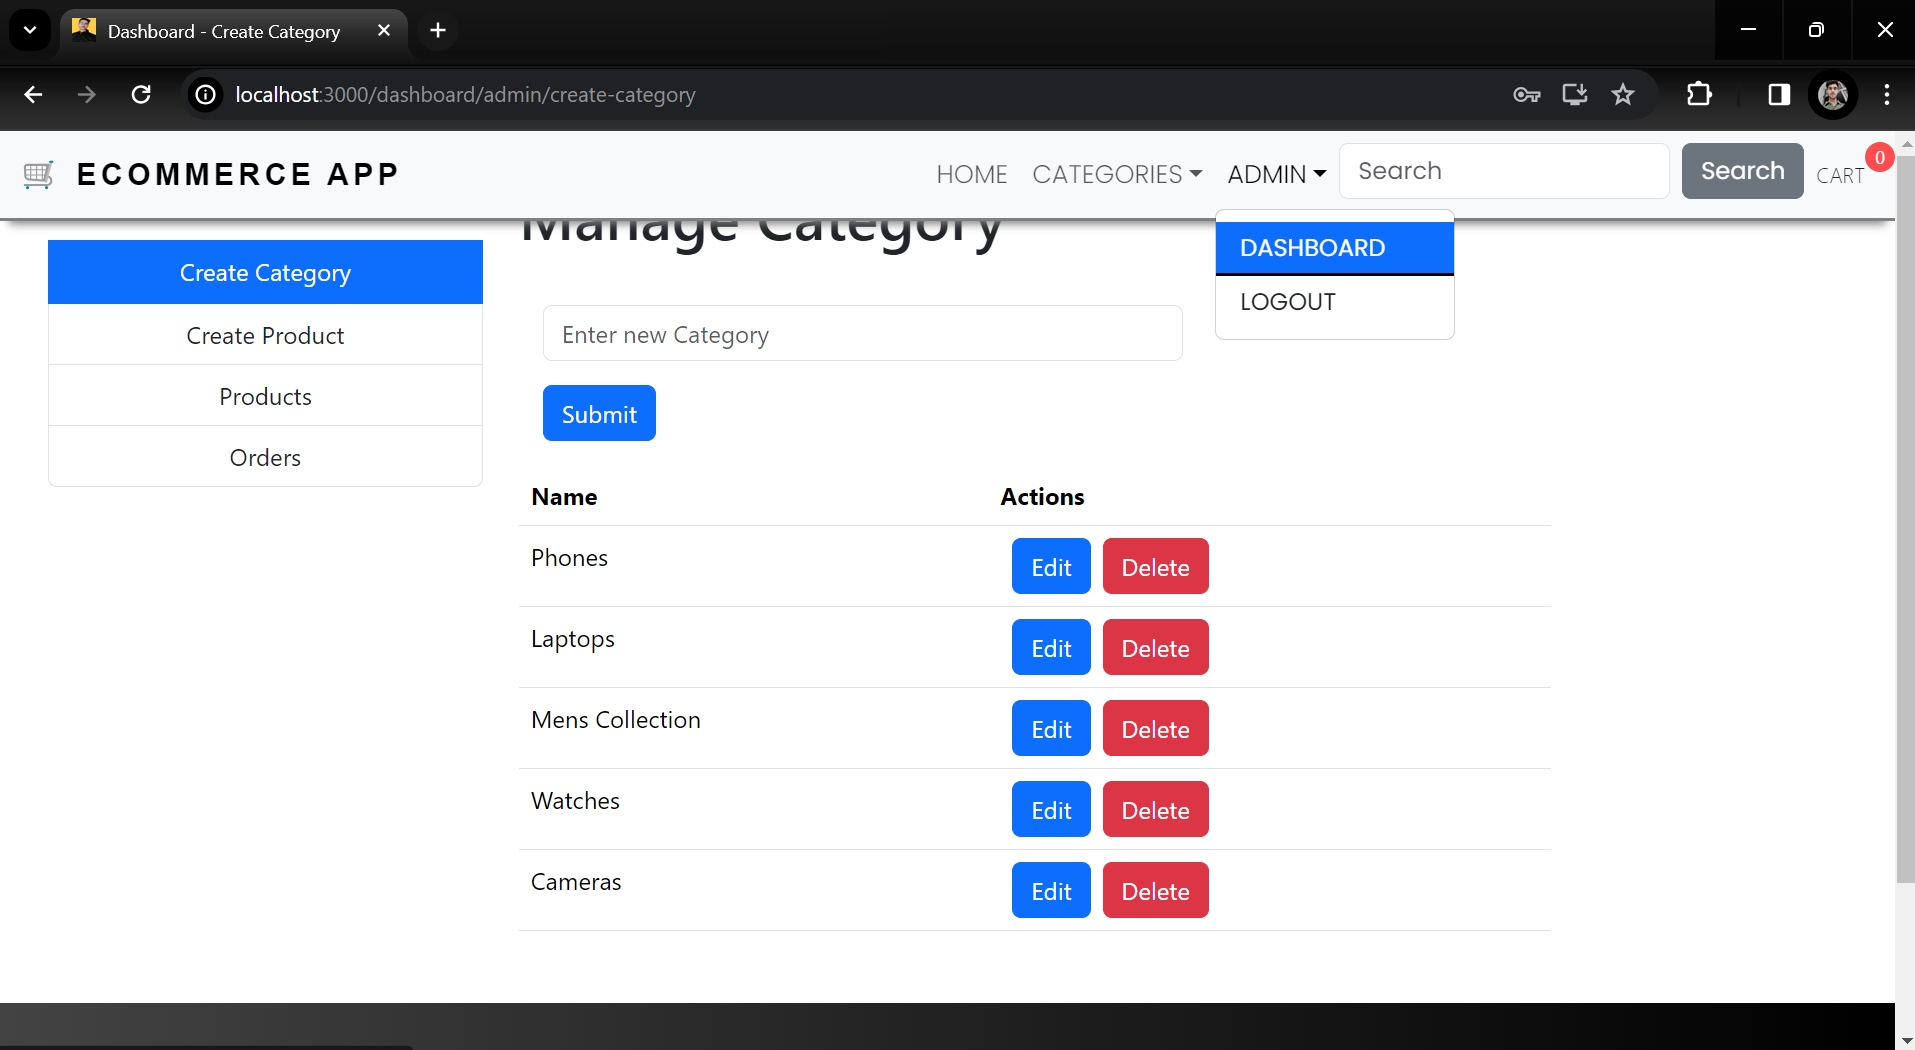 Dashboard - Create Category
localhost:3000/dashboard/admin/create-category
ECOMMERCE APP
HOME CATEGORIES ADMIN Search Search CART 0
DASHBOARD
LOGOUT
Create Category
Create Product
Products
Orders
Manage Category
Enter new Category
Submit
Name Actions
Phones Edit Delete
Laptops Edit Delete
Mens Collection Edit Delete
Watches Edit Delete
Cameras Edit Delete